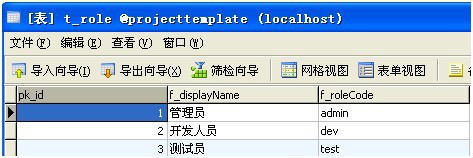 [表] t_role @projecttemplate (localhost)
文件(F) 编辑(E) 查看(V) 窗口(W)
导入向导(I) 导出向导(X) 筛检向导 网格视图 表单视图
pk_id f_displayName f_roleCode
1 管理员 admin
2 开发人员 dev
3 测试员 test